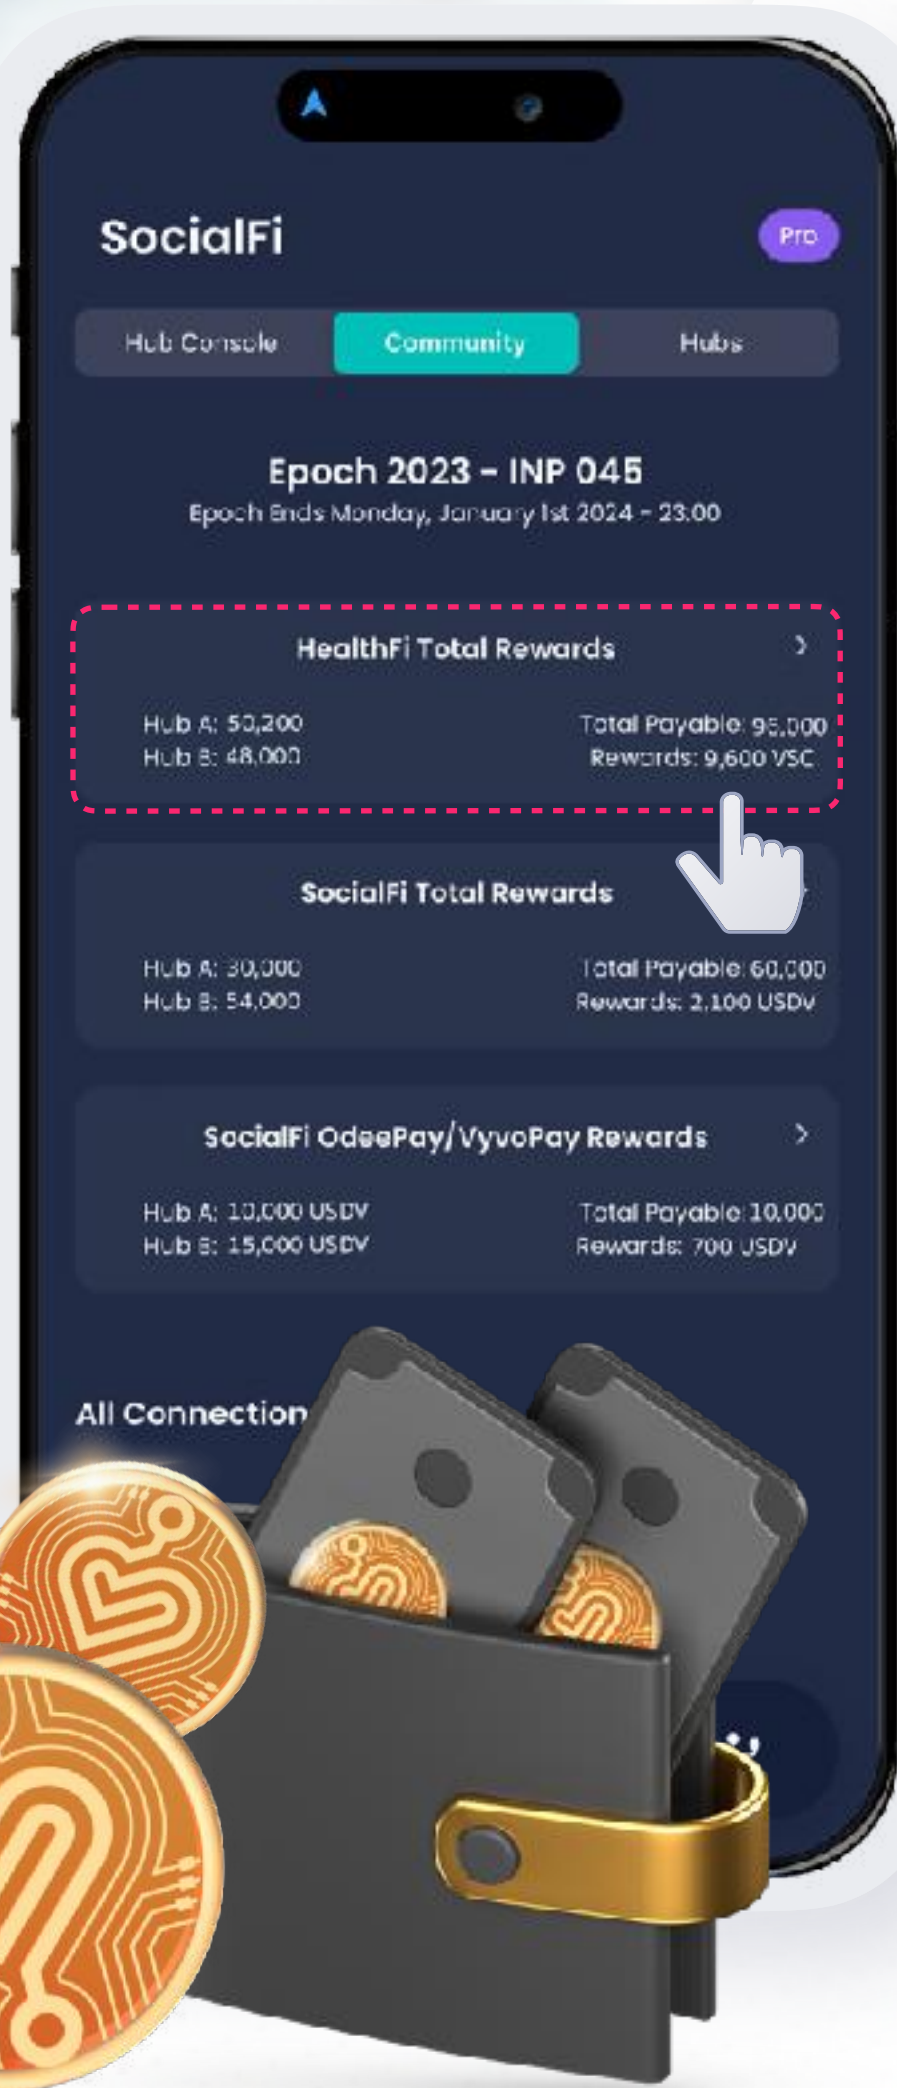 SocialFi
Pro
Hub Console
Community
Hubs
Epoch 2023 - INP 045
Epoch Ends Monday, January 1st 2024 - 23:00
HealthFi Total Rewards
Hub A: 50,200
Total Payable:
Hub B: 48,000
Rewards: 9,600 VSC
SocialFi Total Rewards
Hub A: 30,000
Total Payable: 60,000
Hub B: 54,000
Rewards: 2,100 USDV
SocialFi OdeePay/VyvoPay Rewards
Hub A: 10,000 USDV
Total Payable: 10,000
Hub B: 15,000 USDV
Rewards: 700 USDV
All Connection